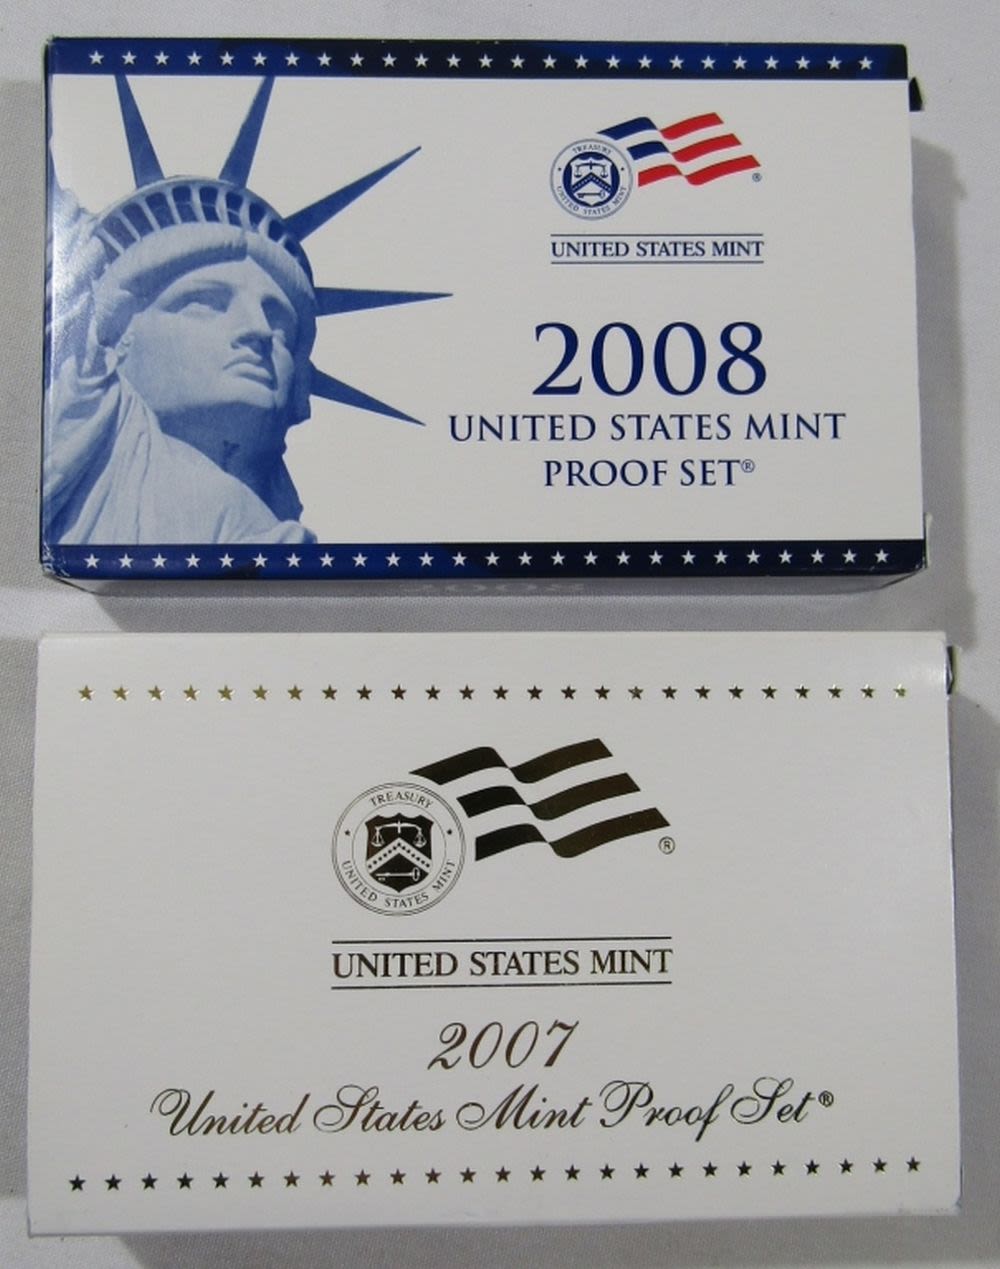 TREASURY
UNITED STATES MINT
®
UNITED STATES MINT
2008
UNITED STATES MINT
PROOF SET®
2008
TREASURY
UNITED STATES MINT
®
UNITED STATES MINT
2007
United States Mint Proof Set®